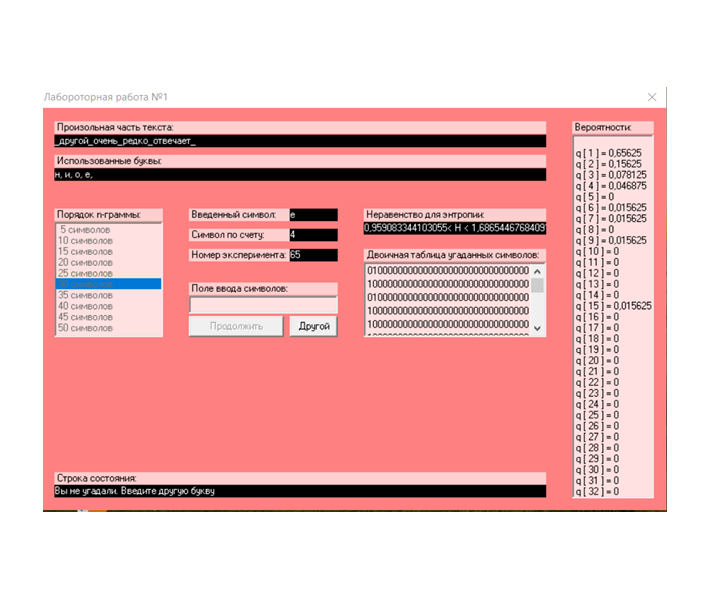 Лабороторная работа №1
Произольная часть текста:
_другой_очень_редко_отвечает_
Использованные буквы:
н, и, о, е,
Порядок n-граммы:
5 символов
10 символов
15 символов
20 символов
25 символов
30 символов
35 символов
40 символов
45 символов
50 символов
Введенный символ: е
Символ по счету: 4
Номер эксперимента: 65
Поле ввода символов:
Продолжить
Другой
Неравенство для энтропии:
0,959083344103055< H < 1,6865446768409
Двоичная таблица угаданных символов:
01000000000000000000000000000000
10000000000000000000000000000000
01000000000000000000000000000000
10000000000000000000000000000000
10000000000000000000000000000000
Вероятности:
q [ 1 ] = 0,65625
q [ 2 ] = 0,15625
q [ 3 ] = 0,078125
q [ 4 ] = 0,046875
q [ 5 ] = 0
q [ 6 ] = 0,015625
q [ 7 ] = 0,015625
q [ 8 ] = 0
q [ 9 ] = 0,015625
q [ 10 ] = 0
q [ 11 ] = 0
q [ 12 ] = 0
q [ 13 ] = 0
q [ 14 ] = 0
q [ 15 ] = 0,015625
q [ 16 ] = 0
q [ 17 ] = 0
q [ 18 ] = 0
q [ 19 ] = 0
q [ 20 ] = 0
q [ 21 ] = 0
q [ 22 ] = 0
q [ 23 ] = 0
q [ 24 ] = 0
q [ 25 ] = 0
q [ 26 ] = 0
q [ 27 ] = 0
q [ 28 ] = 0
q [ 29 ] = 0
q [ 30 ] = 0
q [ 31 ] = 0
q [ 32 ] = 0
Строка состояния:
Вы не угадали. Введите другую букву